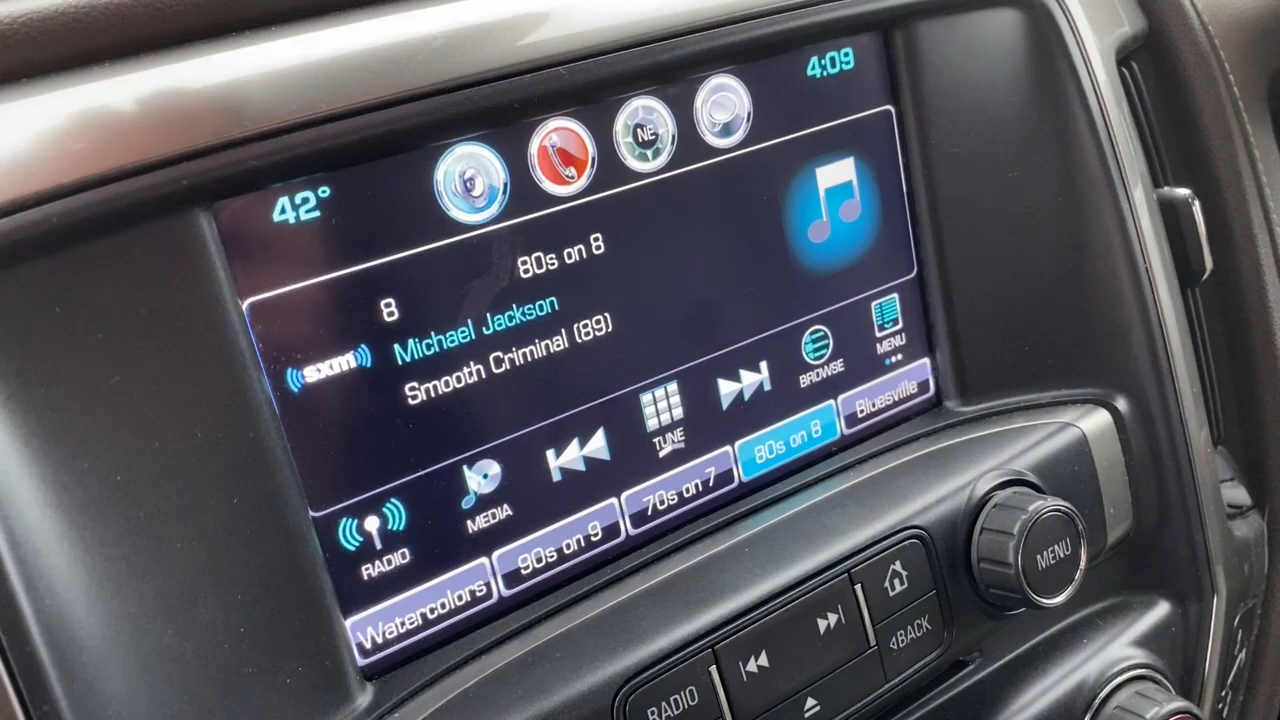 4:09
NE
42°
80s on 8
8
sxm
Michael Jackson
Smooth Criminal (89)
MENU
BROWSE
TUNE
MEDIA
RADIO
Watercolors
90s on 9
70s on 7
80s on 8
Bluesville
MENU
BACK
RADIO